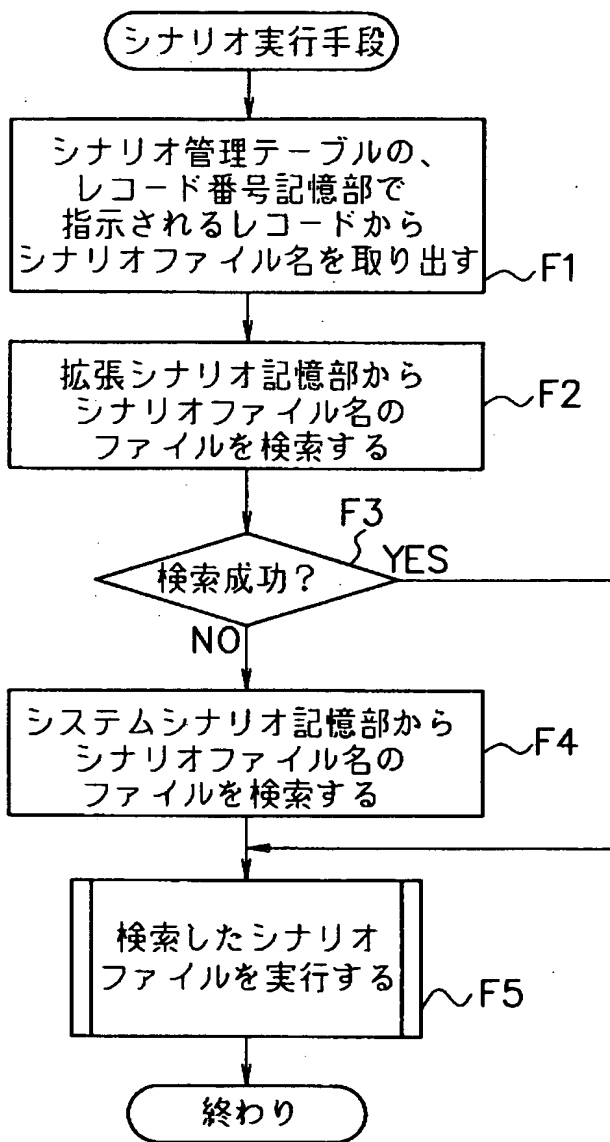 シナリオ実行手段
シナリオ管理テーブルの、
レコード番号記憶部で
指示されるレコードから
シナリオファイル名を取り出す
F1
拡張シナリオ記憶部から
シナリオファイル名の
ファイルを検索する
F2
F3
検索成功?
YES
NO
システムシナリオ記憶部から
シナリオファイル名の
ファイルを検索する
F4
検索したシナリオ
ファイルを実行する
F5
終わり